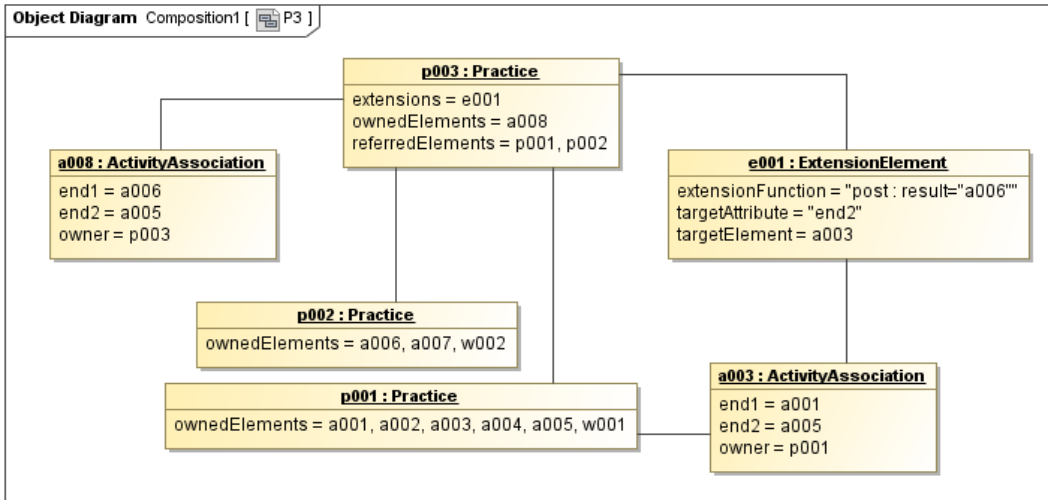 Object Diagram Composition1 [ P3 ]
p003 : Practice
extensions = e001
ownedElements = a008
referredElements = p001, p002
a008 : ActivityAssociation
end1 = a006
end2 = a005
owner = p003
e001 : ExtensionElement
extensionFunction = "post : result="a006""
targetAttribute = "end2"
targetElement = a003
p002 : Practice
ownedElements = a006, a007, w002
p001 : Practice
ownedElements = a001, a002, a003, a004, a005, w001
a003 : ActivityAssociation
end1 = a001
end2 = a005
owner = p001